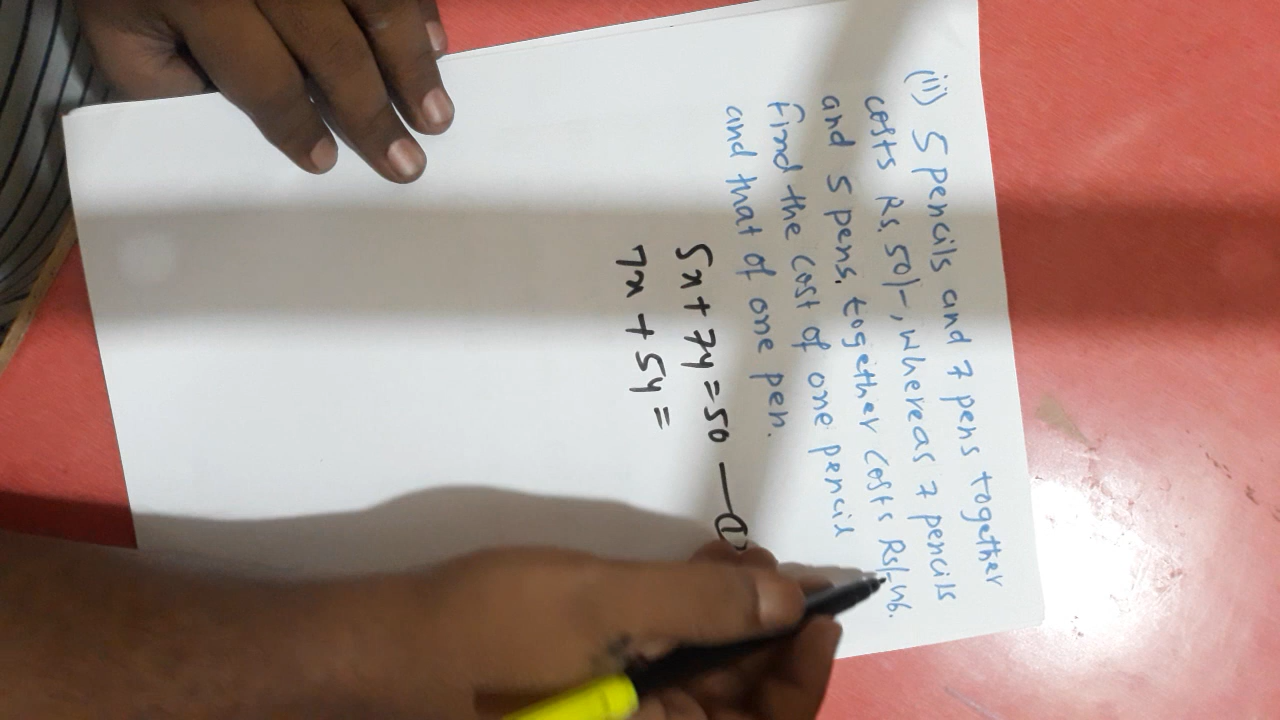 (ii) 5 pencils and 7 pens together
costs Rs. 50/-, whereas 7 pencils
and 5 pens. together costs Rs/-46.
find the cost of one pencil
and that of one pen.
5x + 7y = 50 — ①
7x + 5y =